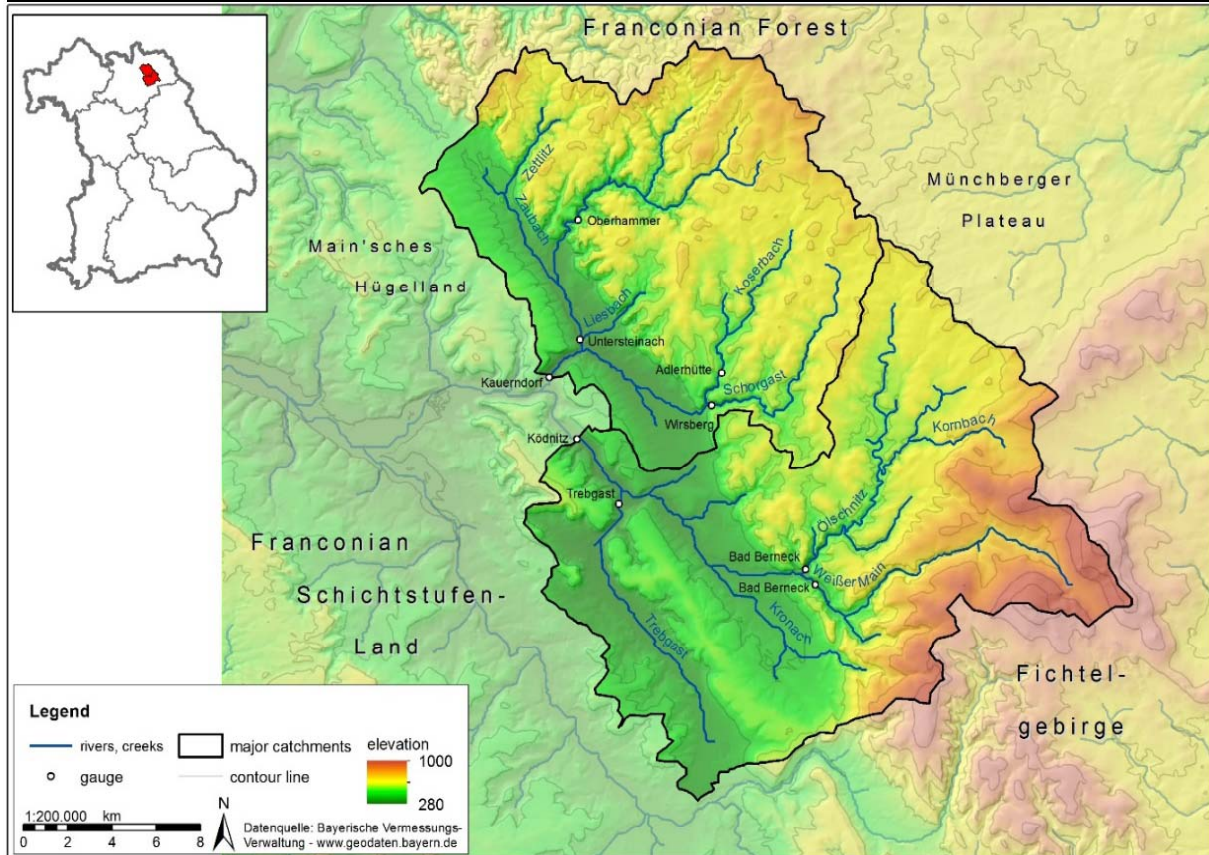 Franconian Forest
Münchberger
Plateau
Main'sches
Hügelland
Zettlitz
Zaubach
Oberhammer
Koserbach
Liesbach
Untersteinach
Kauerndorf
Adlerhütte
Schorgast
Wirsberg
Ködnitz
Kornbach
Trebgast
Ölschnitz
Franconian
Schichtstufen-
Land
Bad Berneck
Weißer Main
Bad Berneck
Kronach
Trebgast
Fichtel-
gebirge
Legend
rivers, creeks
major catchments
elevation
gauge
contour line
1000
280
1:200.000 km
0 2 4 6 8
N
Datenquelle: Bayerische Vermessungs-
Verwaltung - www.geodaten.bayern.de